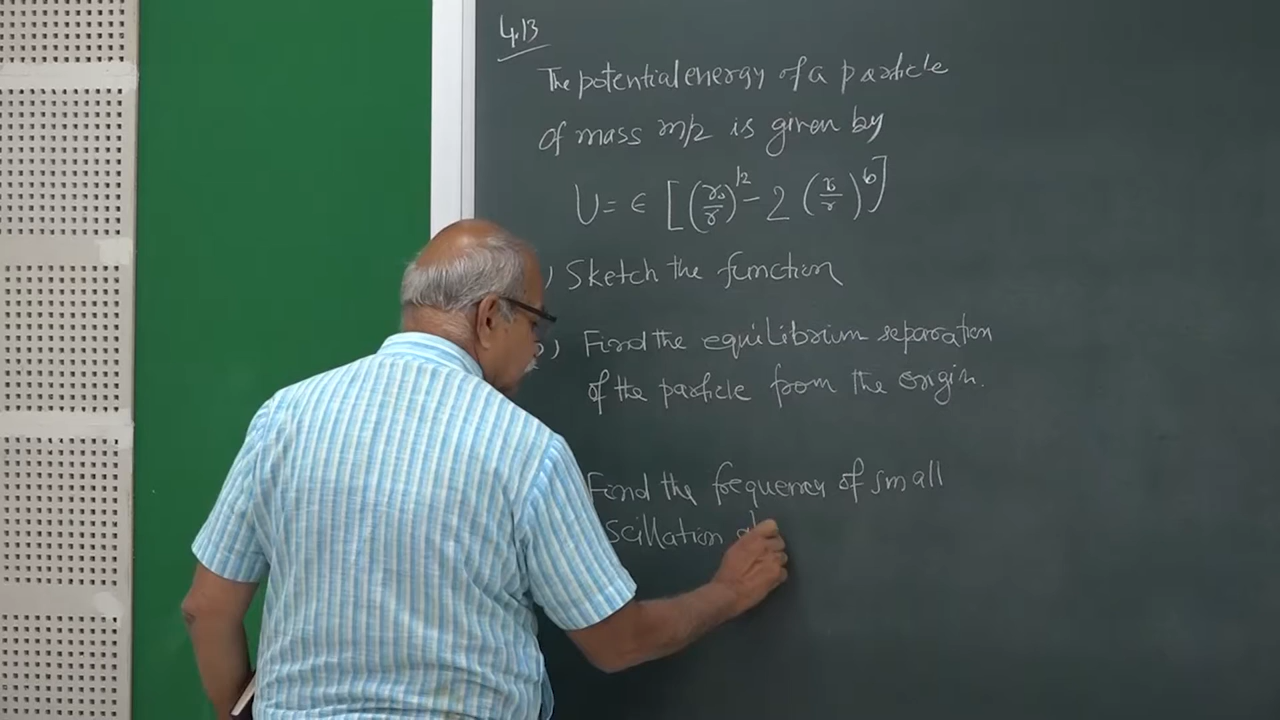 4.13
The potential energy of a particle
of mass m/2 is given by
U = ϵ [(r₀/r)¹² - 2 (r₀/r)⁶]
) Sketch the function
b) Find the equilibrium separation
of the particle from the origin.
Find the frequency of small
scillation